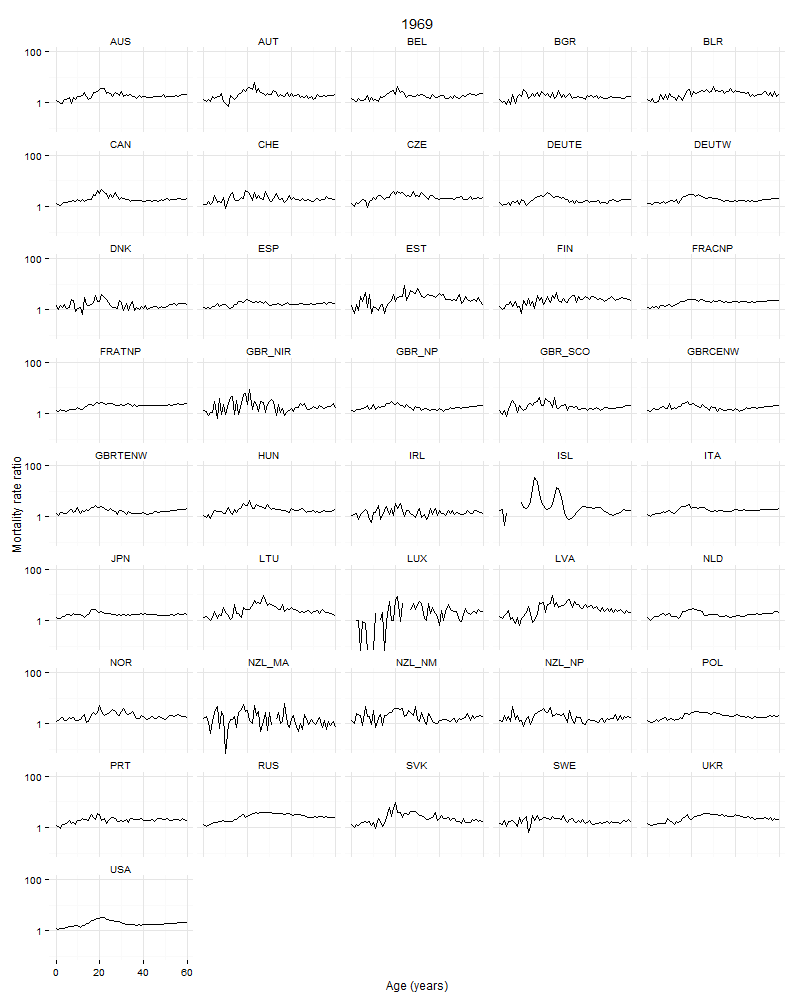 1969
AUS AUT BEL BGR BLR
100
1
CAN CHE CZE DEUTE DEUTW
100
1
DNK ESP EST FIN FRACNP
100
1
FRATNP GBR_NIR GBR_NP GBR_SCO GBRCENW
100
1
GBRTENW HUN IRL ISL ITA
100
1
Mortality rate ratio
JPN LTU LUX LVA NLD
100
1
NOR NZL_MA NZL_NM NZL_NP POL
100
1
PRT RUS SVK SWE UKR
100
1
USA
100
1
0 20 40 60
Age (years)